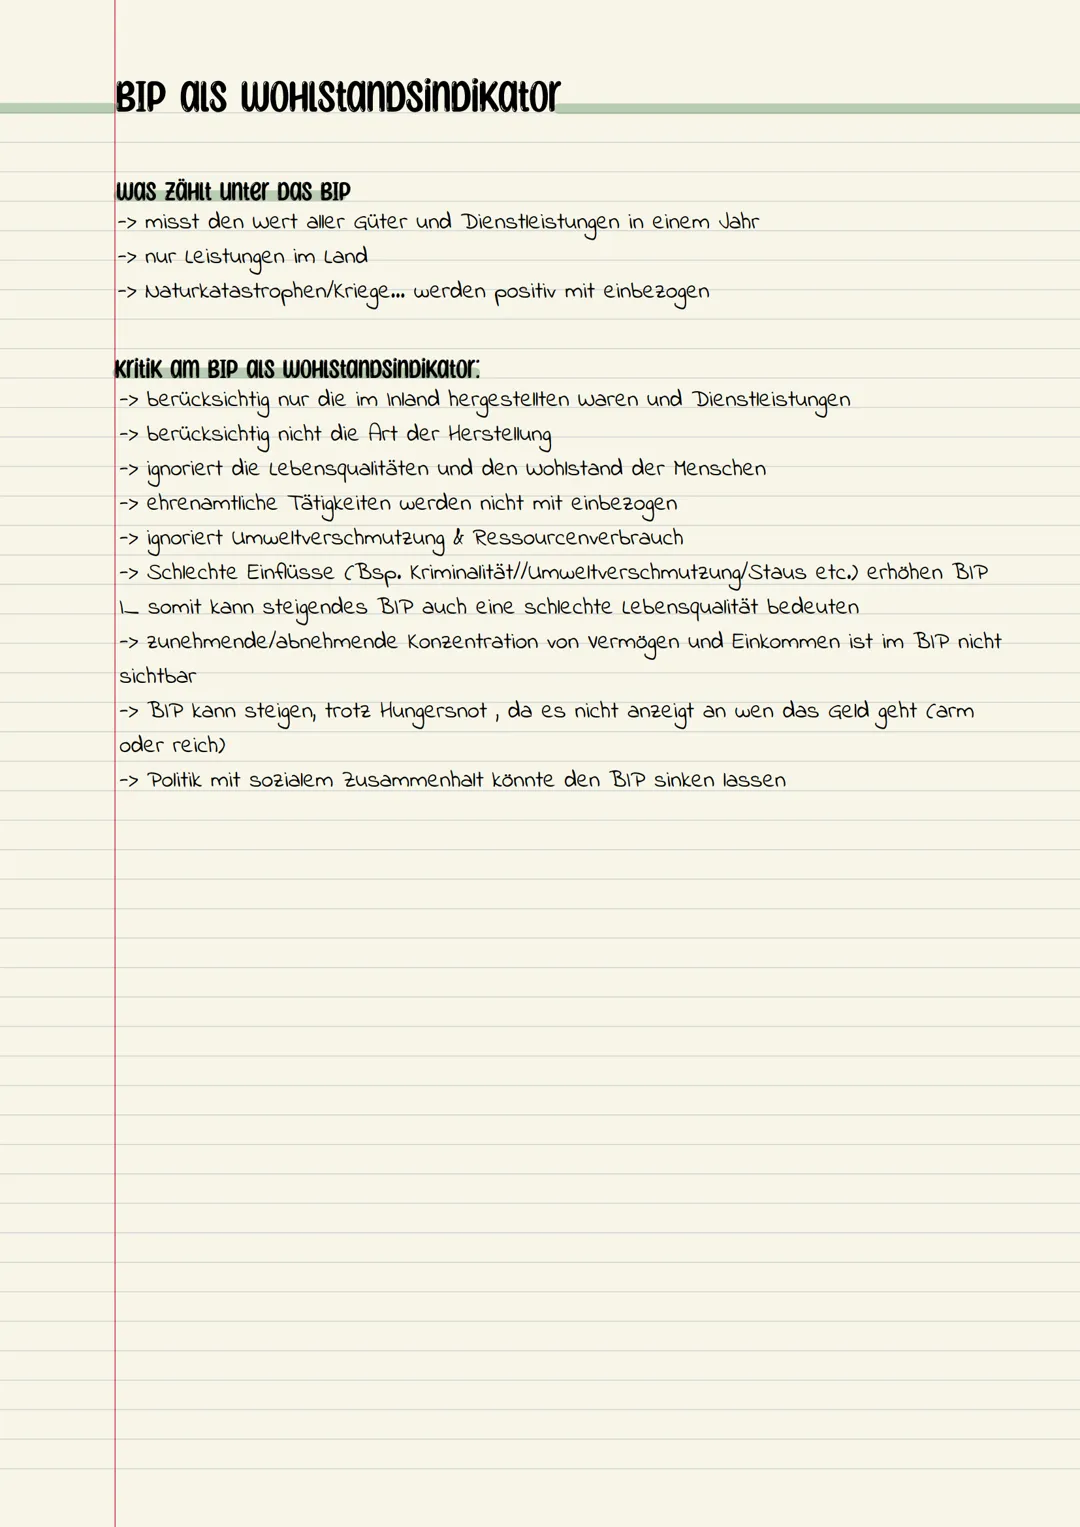 BIP als Wohlstandsindikator
Was zählt unter das BIP
-> misst den Wert aller Güter und Dienstleistungen in einem Jahr
-> nur Leistungen im Land
-> Naturkatastrophen/Kriege... werden positiv mit einbezogen
Kritik am BIP als Wohlstandsindikator:
-> berücksichtig nur die im Inland hergestellten Waren und Dienstleistungen
-> berücksichtig nicht die Art der Herstellung
-> ignoriert die Lebensqualitäten und den Wohlstand der Menschen
-> ehrenamtliche Tätigkeiten werden nicht mit einbezogen
-> ignoriert Umweltverschmutzung & Ressourcenverbrauch
-> Schlechte Einflüsse (Bsp. Kriminalität//Umweltverschmutzung/Staus etc.) erhöhen BIP
L somit kann steigendes BIP auch eine schlechte Lebensqualität bedeuten
-> zunehmende/abnehmende Konzentration von Vermögen und Einkommen ist im BIP nicht
sichtbar
-> BIP kann steigen, trotz Hungersnot , da es nicht anzeigt an wen das Geld geht (arm
oder reich)
-> Politik mit sozialem Zusammenhalt könnte den BIP sinken lassen